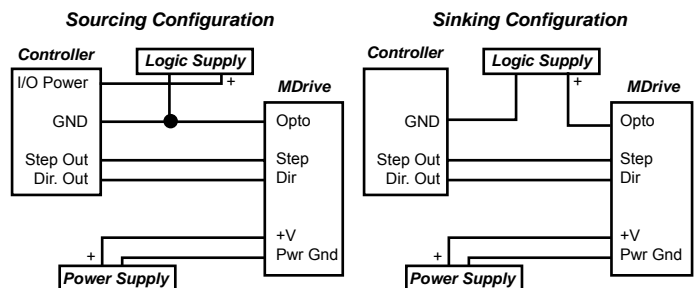 Sourcing Configuration
Controller
Logic Supply
I/O Power
+
MDrive
GND
Opto
Step Out
Step
Dir. Out
Dir
+V
+
Pwr Gnd
Power Supply
Sinking Configuration
Controller
Logic Supply
+
MDrive
GND
Opto
Step Out
Step
Dir. Out
Dir
+V
+
Pwr Gnd
Power Supply